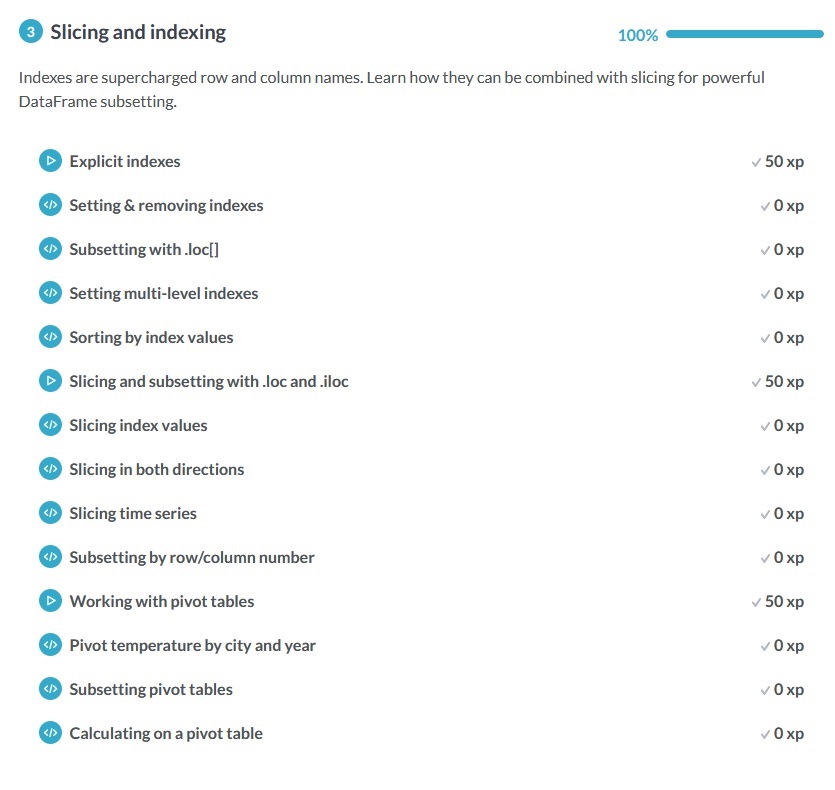 3 Slicing and indexing
100%
Indexes are supercharged row and column names. Learn how they can be combined with slicing for powerful
DataFrame subsetting.
Explicit indexes 50 xp
Setting & removing indexes 0 xp
Subsetting with .loc[] 0 xp
Setting multi-level indexes 0 xp
Sorting by index values 0 xp
Slicing and subsetting with .loc and .iloc 50 xp
Slicing index values 0 xp
Slicing in both directions 0 xp
Slicing time series 0 xp
Subsetting by row/column number 0 xp
Working with pivot tables 50 xp
Pivot temperature by city and year 0 xp
Subsetting pivot tables 0 xp
Calculating on a pivot table 0 xp